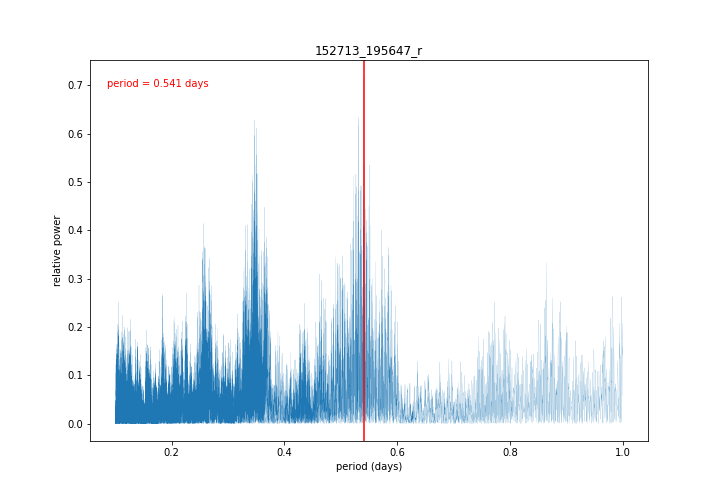 152713_195647_r
period = 0.541 days
0.7
0.6
0.5
0.4
0.3
0.2
0.1
0.0
relative power
0.2 0.4 0.6 0.8 1.0
period (days)